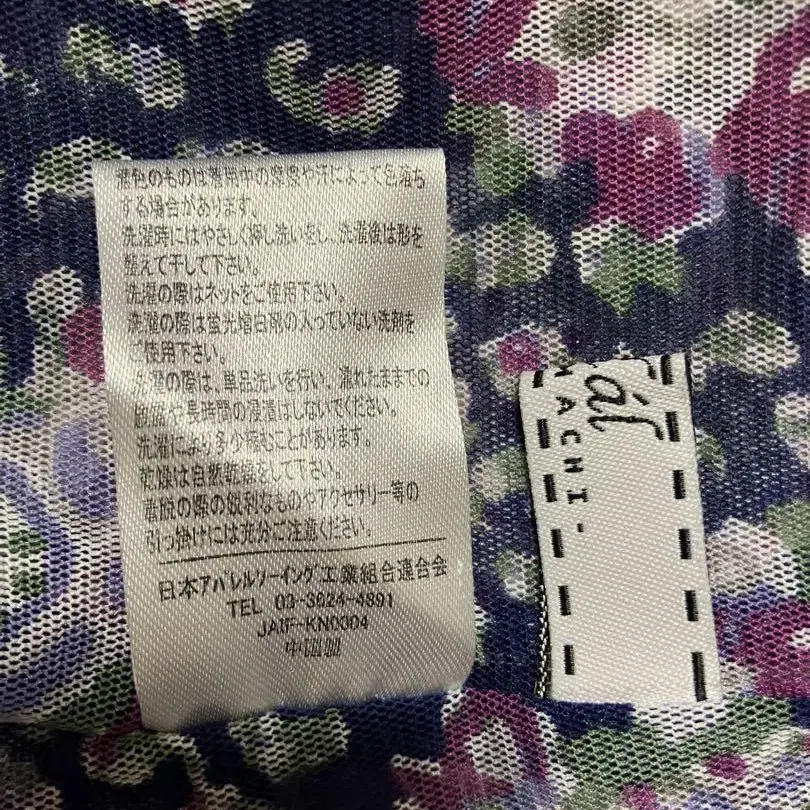 濃色のものは着用中の摩擦や汗によって色落ち
する場合があります。
洗濯時にはやさしく押し洗いをし、洗濯後は形を
整えて干して下さい。
洗濯の際はネットをご使用下さい。
洗濯の際は蛍光増白剤の入っていない洗剤を
ご使用下さい。
洗濯の際は、単品洗いを行い、濡れたままでの
放置や長時間の浸漬はしないでください。
洗濯により多少縮むことがあります。
乾燥は自然乾燥をして下さい。
着脱の際の鋭利なものやアクセサリー等の
引っ掛けには充分ご注意ください。
日本アパレルソーイング工業組合連合会
TEL 03-3624-4891
JAIF-KN0004
ACHI.